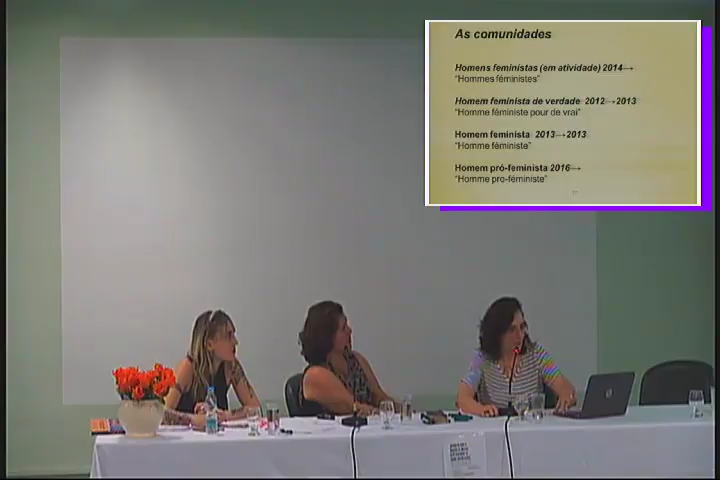 As comunidades
Homens feministas (em atividade) 2014→
“Hommes féministes”
Homem feminista de verdade 2012→2013
“Homme féministe pour de vrai”
Homem feminista 2013→2013
“Homme féministe”
Homem pró-feminista 2016→
“Homme pro-féministe”